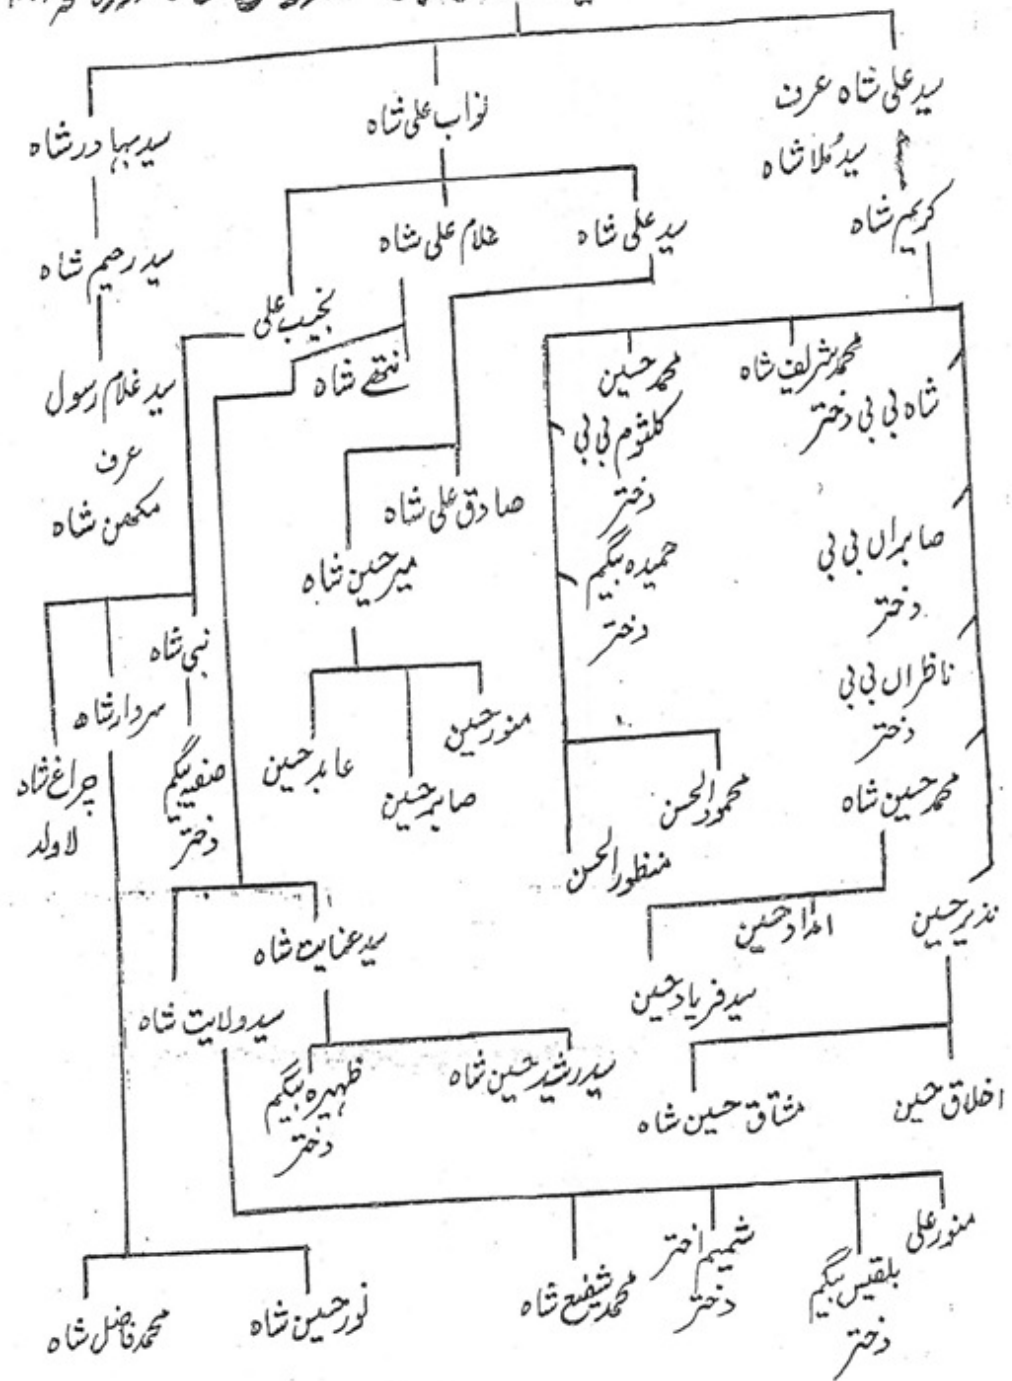 سید علی شاہ عرف
سید مُلا شاہ
نواب علی شاہ
سید بہادر شاہ
کریم شاہ
سید علی شاہ
غلام علی شاہ
نجیب علی
سید رحیم شاہ
محمد شریف شاہ
محمد حسین
شاہ بی بی دختر
کلثوم بی بی
دختر
ننھے شاہ
سید غلام رسول
عرف
مکھن شاہ
صابراں بی بی
دختر
حمیدہ بیگم
دختر
صادق علی شاہ
میر حسین شاہ
ناظراں بی بی
دختر
نبی شاہ
سردار شاہ
چراغ شاہ
لاولد
صفیہ بیگم
دختر
منور حسین
صابر حسین
عابد حسین
محمد حسین شاہ
محمود الحسن
منظور الحسن
نذیر حسین
امداد حسین
سید فریاد حسین
سید عنایت شاہ
سید ولایت شاہ
اخلاق حسین
مشتاق حسین شاہ
سید رشید حسین شاہ
ظہیرہ بیگم
دختر
منور علی
بلقیس بیگم
دختر
شمیم اختر
دختر
محمد شفیع شاہ
نور حسین شاہ
محمد فاضل شاہ